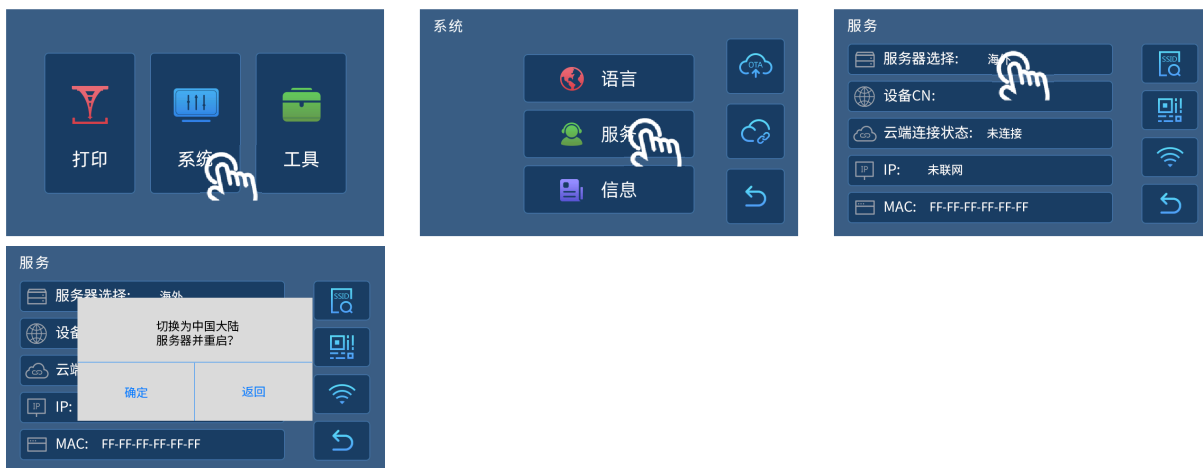 打印
系统
工具
系统
语言
服务
信息
OTA
服务
服务器选择: 海外
设备CN:
云端连接状态: 未连接
IP: 未联网
MAC: FF-FF-FF-FF-FF-FF
SSID
IP
服务
服务器选择: 海外
设备
云端
IP:
MAC: FF-FF-FF-FF-FF-FF
切换为中国大陆
服务器并重启?
确定
返回
SSID
IP